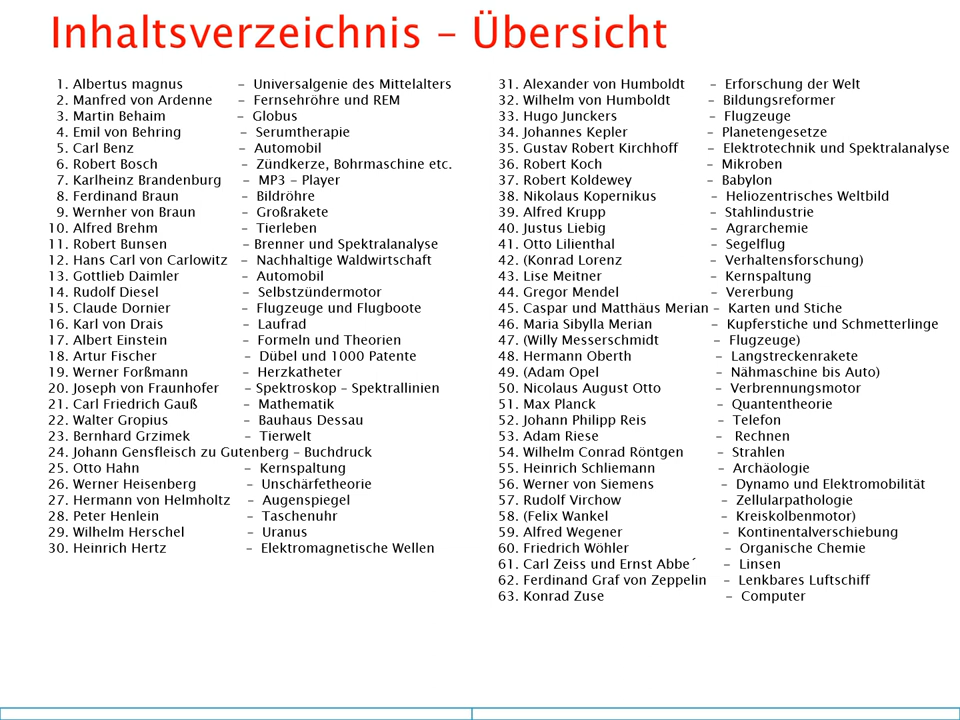 Inhaltsverzeichnis – Übersicht
1. Albertus magnus – Universalgenie des Mittelalters
2. Manfred von Ardenne – Fernsehröhre und REM
3. Martin Behaim – Globus
4. Emil von Behring – Serumtherapie
5. Carl Benz – Automobil
6. Robert Bosch – Zündkerze, Bohrmaschine etc.
7. Karlheinz Brandenburg – MP3 – Player
8. Ferdinand Braun – Bildröhre
9. Wernher von Braun – Großrakete
10. Alfred Brehm – Tierleben
11. Robert Bunsen – Brenner und Spektralanalyse
12. Hans Carl von Carlowitz – Nachhaltige Waldwirtschaft
13. Gottlieb Daimler – Automobil
14. Rudolf Diesel – Selbstzündermotor
15. Claude Dornier – Flugzeuge und Flugboote
16. Karl von Drais – Laufrad
17. Albert Einstein – Formeln und Theorien
18. Artur Fischer – Dübel und 1000 Patente
19. Werner Forßmann – Herzkatheter
20. Joseph von Fraunhofer – Spektroskop – Spektrallinien
21. Carl Friedrich Gauß – Mathematik
22. Walter Gropius – Bauhaus Dessau
23. Bernhard Grzimek – Tierwelt
24. Johann Gensfleisch zu Gutenberg – Buchdruck
25. Otto Hahn – Kernspaltung
26. Werner Heisenberg – Unschärfetheorie
27. Hermann von Helmholtz – Augenspiegel
28. Peter Henlein – Taschenuhr
29. Wilhelm Herschel – Uranus
30. Heinrich Hertz – Elektromagnetische Wellen
31. Alexander von Humboldt – Erforschung der Welt
32. Wilhelm von Humboldt – Bildungsreformer
33. Hugo Junckers – Flugzeuge
34. Johannes Kepler – Planetengesetze
35. Gustav Robert Kirchhoff – Elektrotechnik und Spektralanalyse
36. Robert Koch – Mikroben
37. Robert Koldewey – Babylon
38. Nikolaus Kopernikus – Heliozentrisches Weltbild
39. Alfred Krupp – Stahlindustrie
40. Justus Liebig – Agrarchemie
41. Otto Lilienthal – Segelflug
42. (Konrad Lorenz – Verhaltensforschung)
43. Lise Meitner – Kernspaltung
44. Gregor Mendel – Vererbung
45. Caspar und Matthäus Merian – Karten und Stiche
46. Maria Sibylla Merian – Kupferstiche und Schmetterlinge
47. (Willy Messerschmidt – Flugzeuge)
48. Hermann Oberth – Langstreckenrakete
49. (Adam Opel – Nähmaschine bis Auto)
50. Nicolaus August Otto – Verbrennungsmotor
51. Max Planck – Quantentheorie
52. Johann Philipp Reis – Telefon
53. Adam Riese – Rechnen
54. Wilhelm Conrad Röntgen – Strahlen
55. Heinrich Schliemann – Archäologie
56. Werner von Siemens – Dynamo und Elektromobilität
57. Rudolf Virchow – Zellularpathologie
58. (Felix Wankel – Kreiskolbenmotor)
59. Alfred Wegener – Kontinentalverschiebung
60. Friedrich Wöhler – Organische Chemie
61. Carl Zeiss und Ernst Abbe´ – Linsen
62. Ferdinand Graf von Zeppelin – Lenkbares Luftschiff
63. Konrad Zuse – Computer